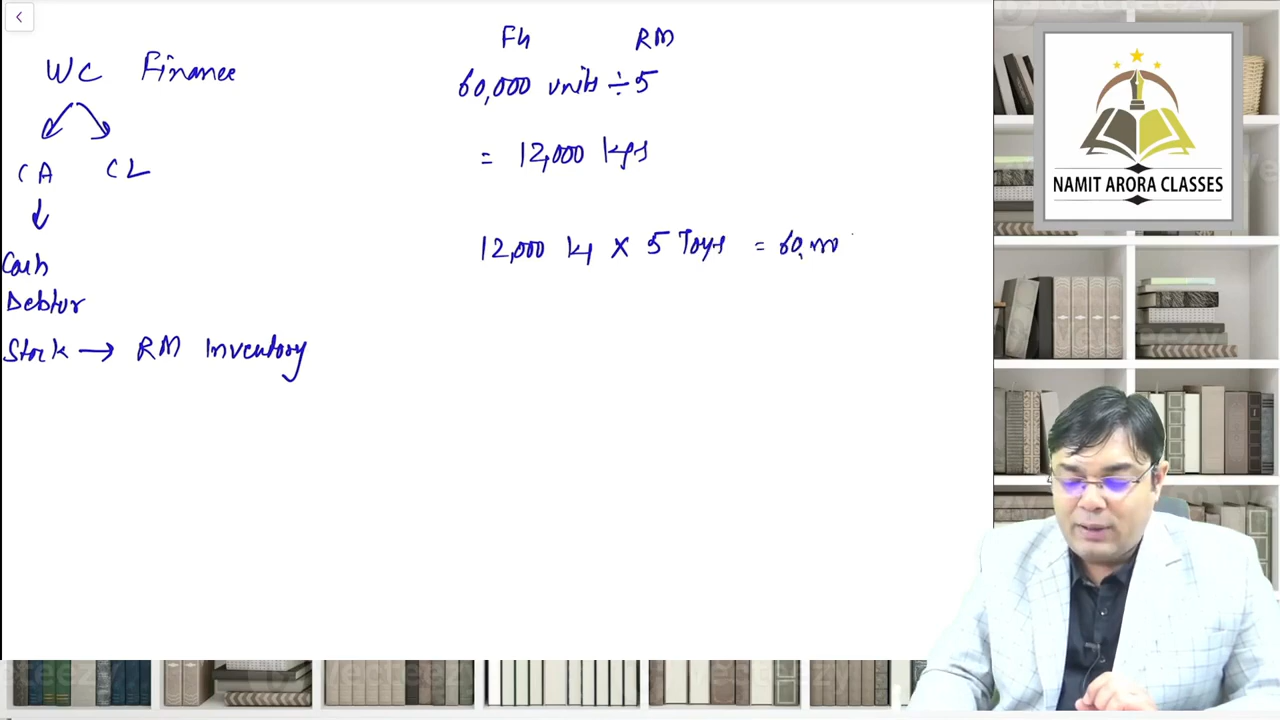 WC Finance
CA CL
Cash
Debtor
Stock → RM Inventory
FG RM
60,000 units ÷ 5
= 12,000 kgs
12,000 kg × 5 Toys = 60,000
NAMIT ARORA CLASSES